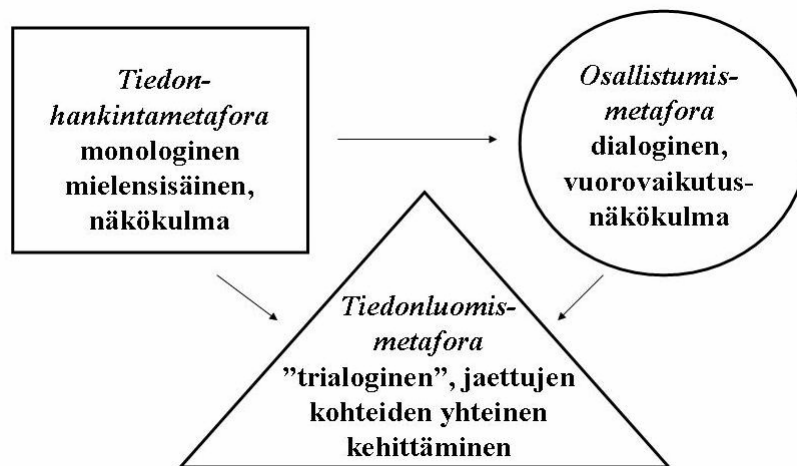 Tiedon-
hankintametafora
monologinen
mielensisäinen,
näkökulma
Osallistumis-
metafora
dialoginen,
vuorovaikutus-
näkökulma
Tiedonluomis-
metafora
”trialoginen”, jaettujen
kohteiden yhteinen
kehittäminen